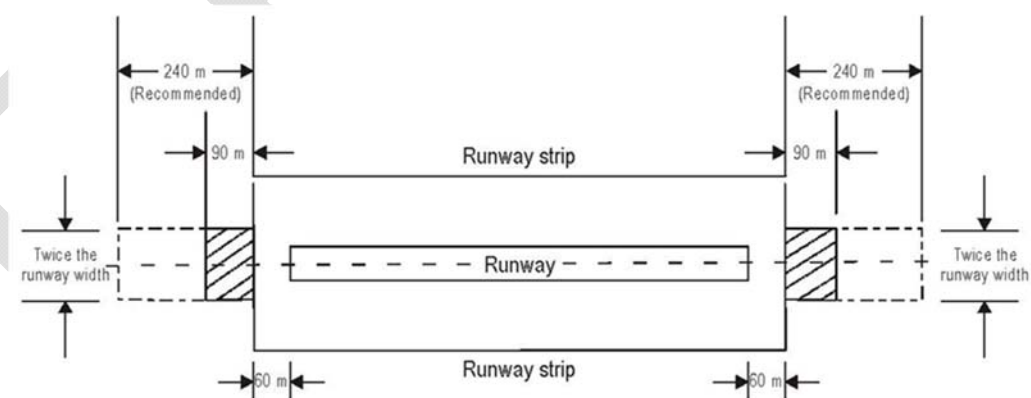 240 m
(Recommended)
240 m
(Recommended)
90 m
Runway strip
90 m
Twice the
runway width
Runway
Twice the
runway width
Runway strip
60 m
60 m